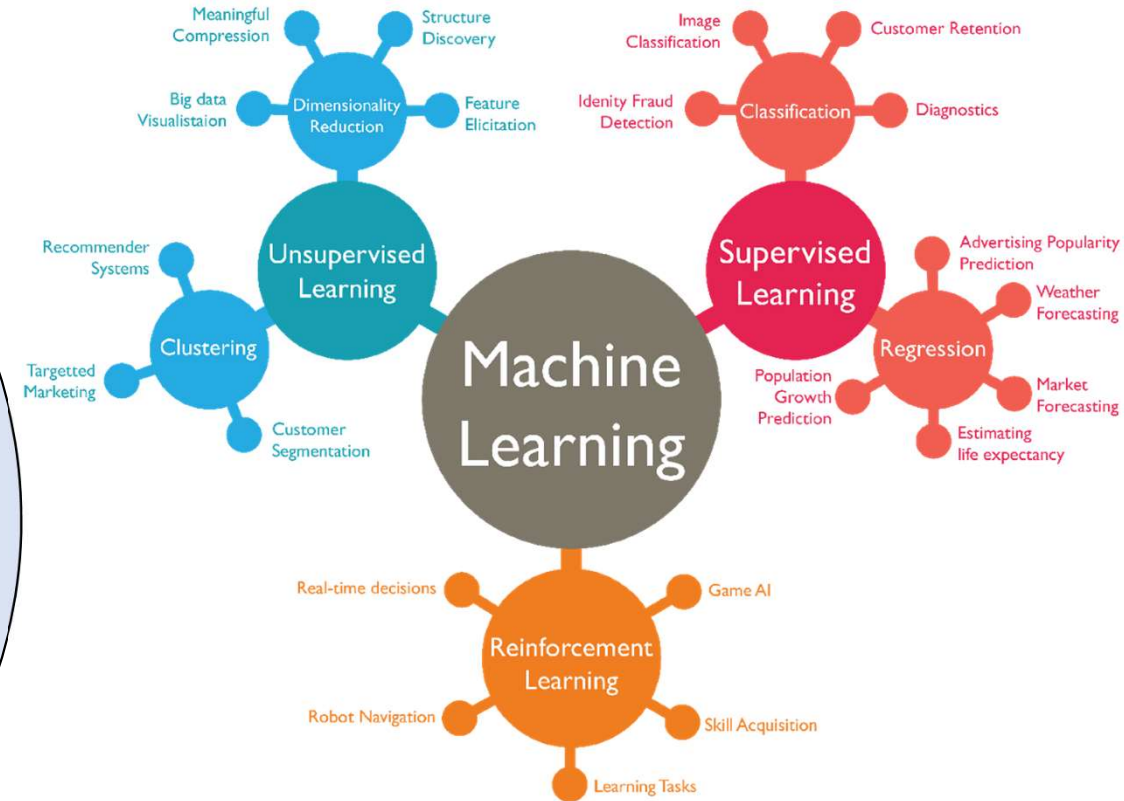 Meaningful
Compression
Structure
Discovery
Big data
Visualistaion
Dimensionality
Reduction
Feature
Elicitation
Image
Classification
Customer Retention
Idenity Fraud
Detection
Classification
Diagnostics
Recommender
Systems
Unsupervised
Learning
Clustering
Targetted
Marketing
Customer
Segmentation
Machine
Learning
Supervised
Learning
Advertising Popularity
Prediction
Weather
Forecasting
Regression
Population
Growth
Prediction
Market
Forecasting
Estimating
life expectancy
Real-time decisions
Game AI
Reinforcement
Learning
Robot Navigation
Skill Acquisition
Learning Tasks